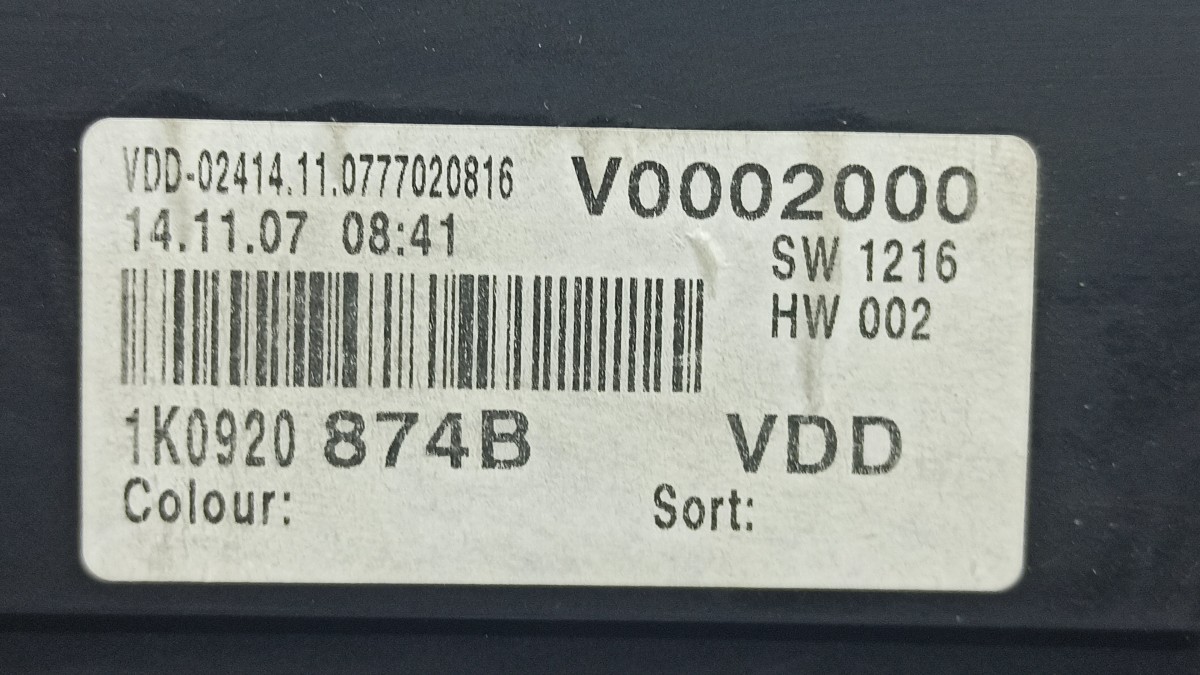 VDD-02414.11.0777020816 V0002000
14.11.07 08:41 SW 1216
HW 002
1K0920 874B VDD
Colour: Sort: